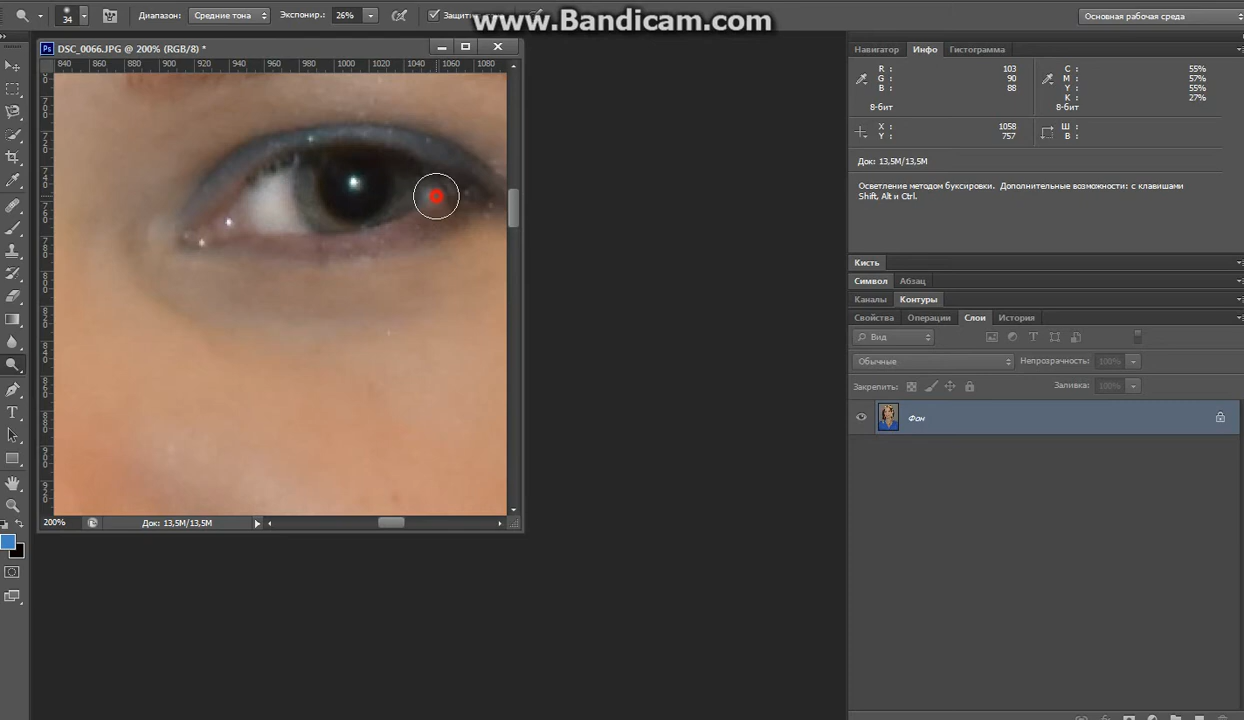 www.Bandicam.com
34 Диапазон: Средние тона Экспонир.: 26% Защити
Основная рабочая среда
DSC_0066.JPG @ 200% (RGB/8) *
840 860 880 900 920 940 960 980 1000 1020 1040 1060 1080
Навигатор Инфо Гистограмма
R : 103 C : 55%
G : 90 M : 57%
B : 88 Y : 55%
K : 27%
8-бит 8-бит
X : 1058 Ш :
Y : 757 В :
Док: 13,5M/13,5M
Осветление методом буксировки. Дополнительные возможности: с клавишами
Shift, Alt и Ctrl.
Кисть
Символ Абзац
Каналы Контуры
Свойства Операции Слои История
Вид
Обычные Непрозрачность: 100%
Закрепить: Заливка: 100%
Фон
200% Док: 13,5M/13,5M